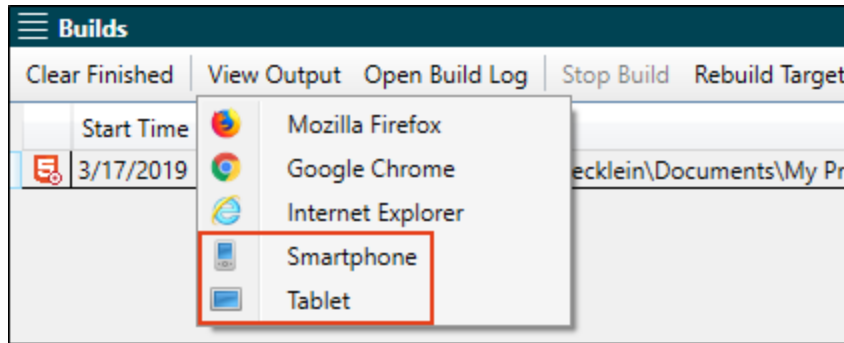 Builds
Clear Finished View Output Open Build Log Stop Build Rebuild Target
Start Time
Mozilla Firefox
3/17/2019 Google Chrome ecklein\Documents\My Pr
Internet Explorer
Smartphone
Tablet